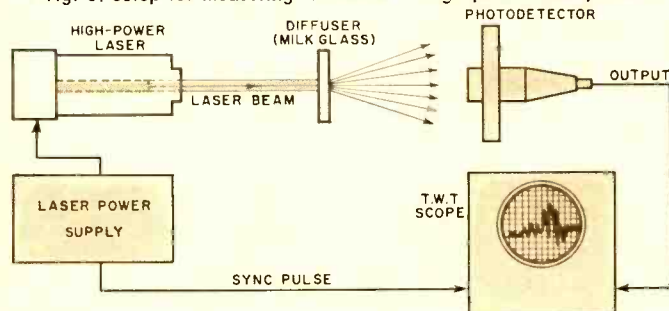 HIGH-POWER
LASER
DIFFUSER
(MILK GLASS)
PHOTODETECTOR
LASER BEAM
OUTPUT
LASER POWER
SUPPLY
T.W.T
SCOPE
SYNC PULSE